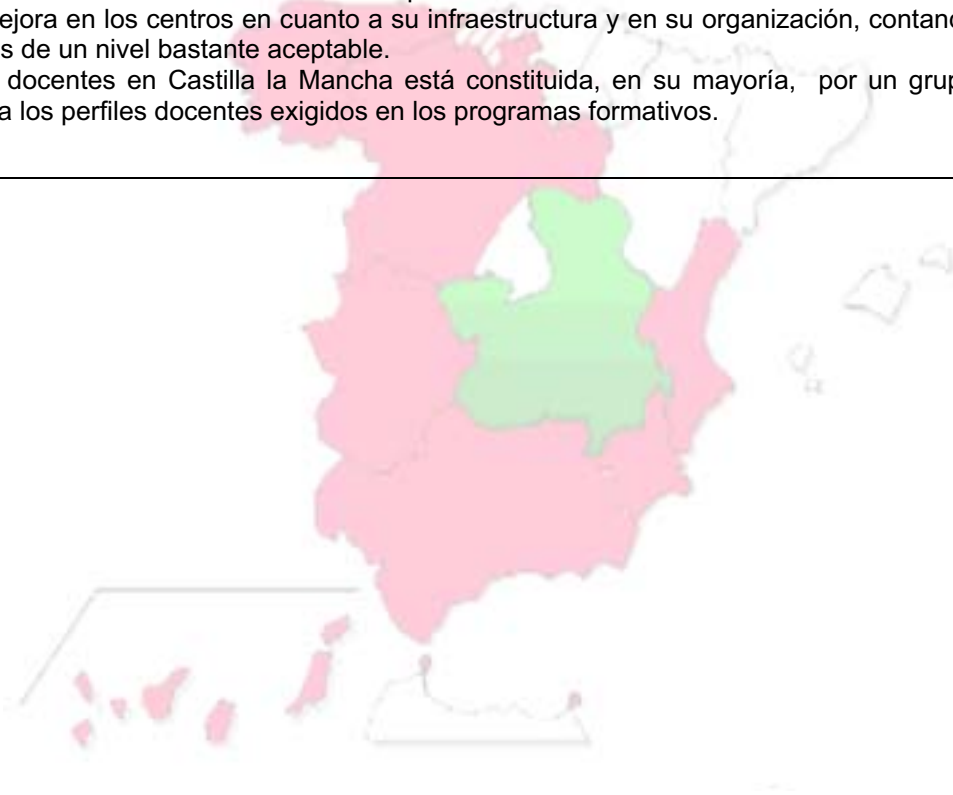 ejora en los centros en cuanto a su infraestructura y en su organización, contand
s de un nivel bastante aceptable.
docentes en Castilla la Mancha está constituida, en su mayoría, por un grup
a los perfiles docentes exigidos en los programas formativos.